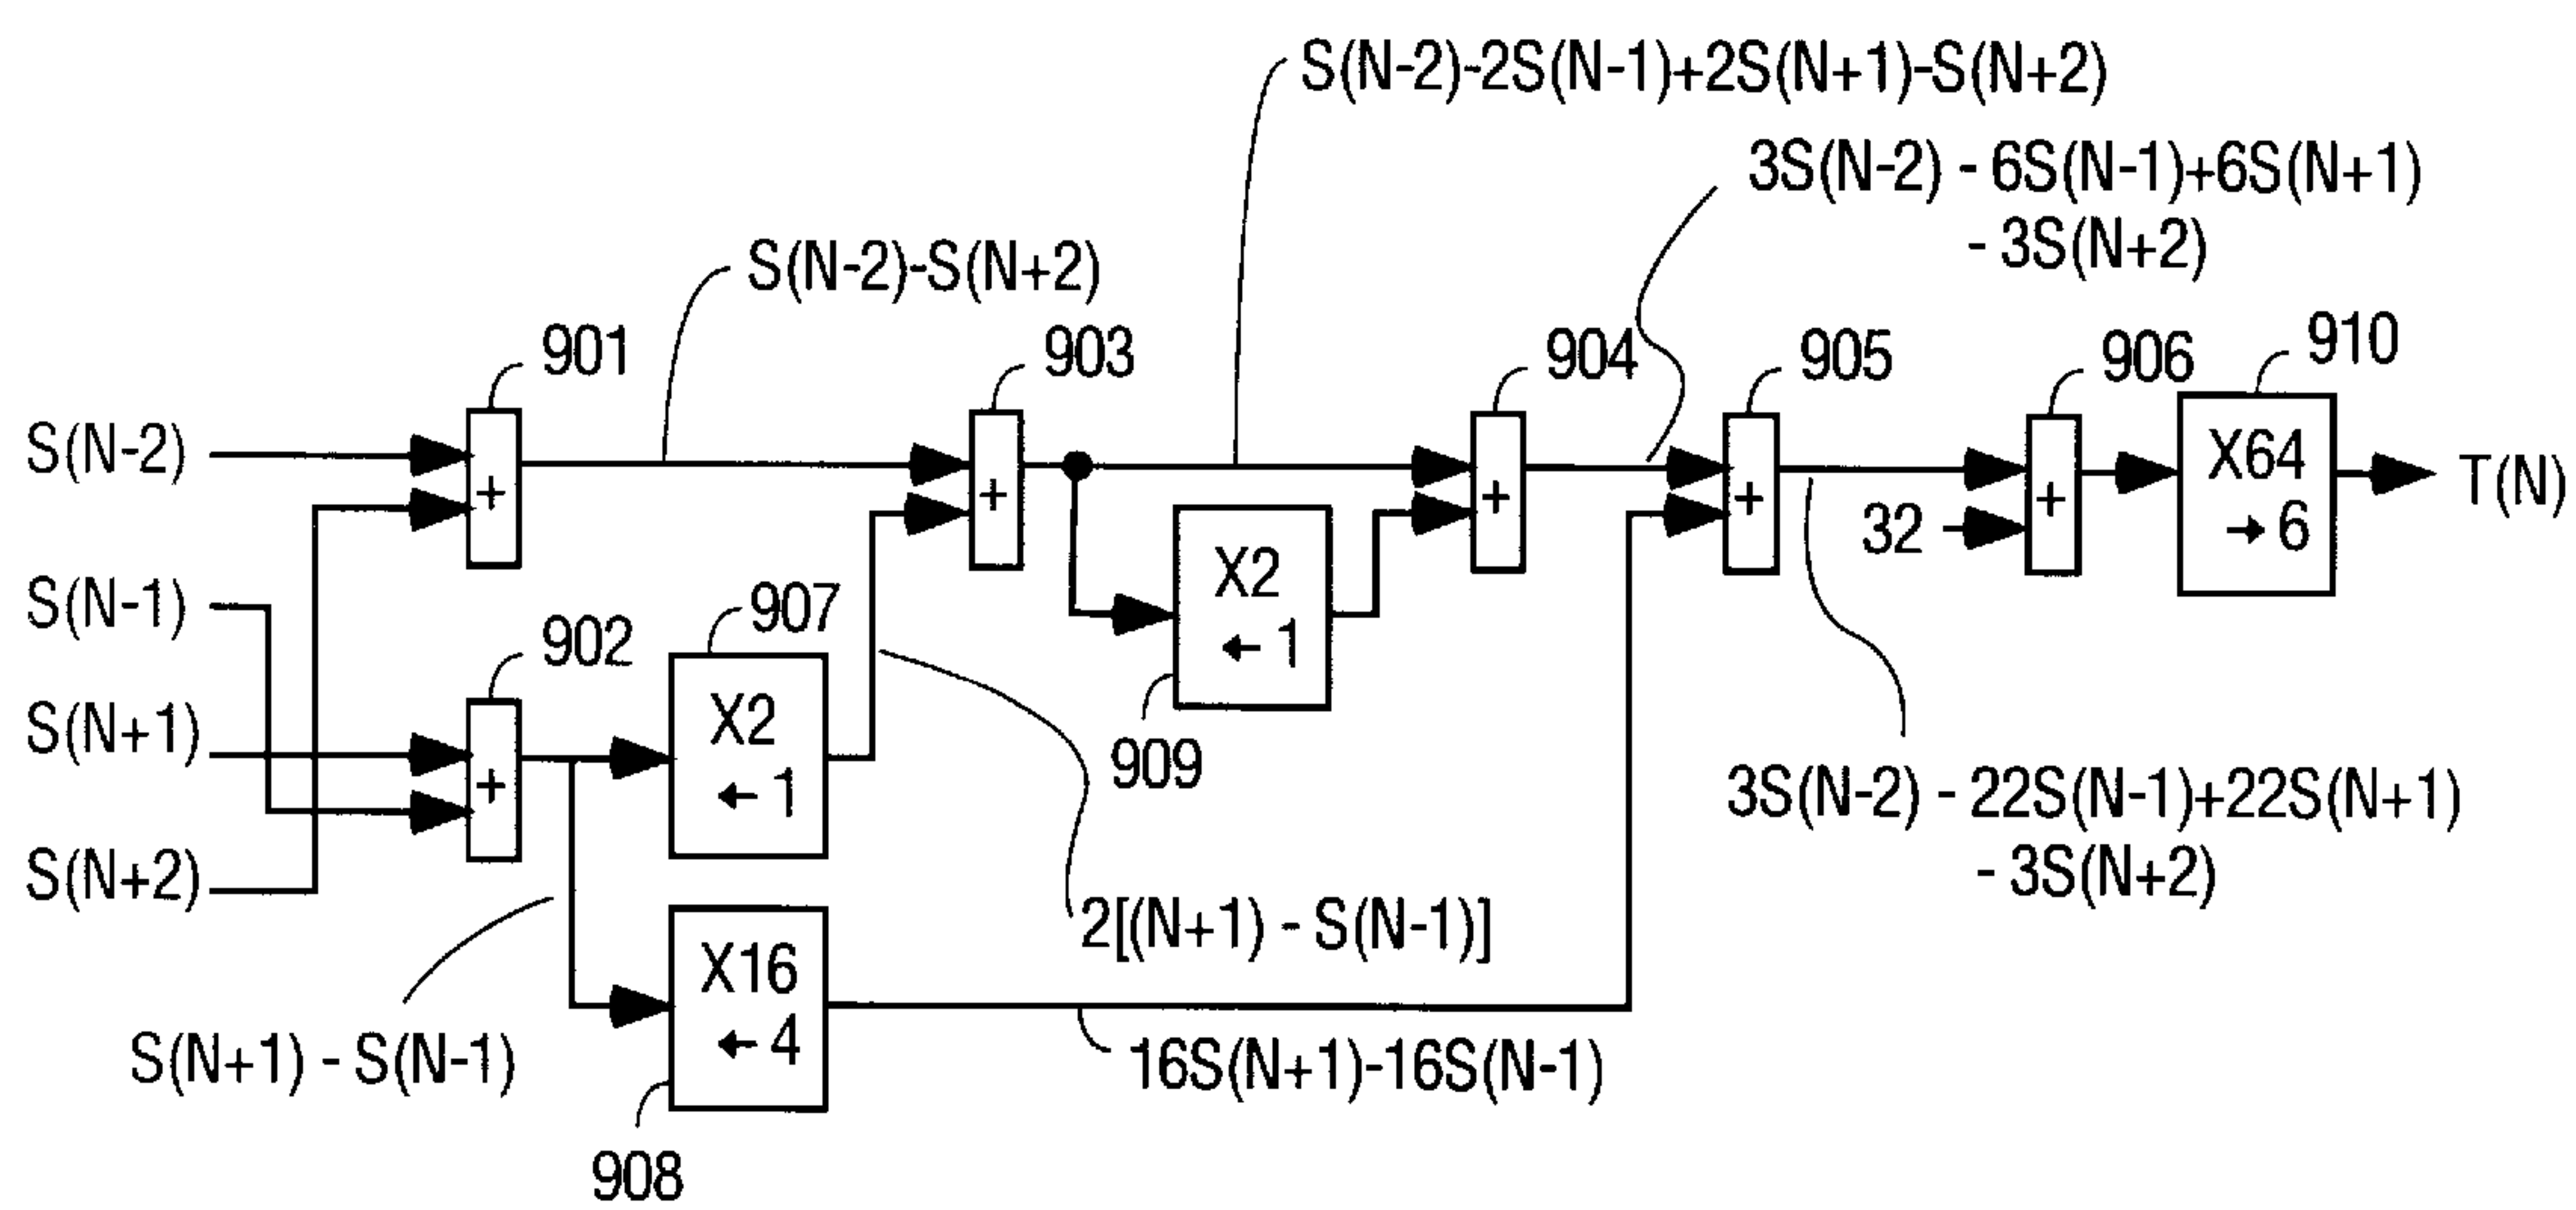 S(N-2)-2S(N-1)+2S(N+1)-S(N+2)
3S(N-2) - 6S(N-1)+6S(N+1)
- 3S(N+2)
S(N-2)-S(N+2)
901
903
904
905
906
910
S(N-2)
+
+
+
+
32
+
X64
→ 6
T(N)
S(N-1)
902
907
X2
← 1
909
S(N+1)
S(N+2)
+
X2
← 1
3S(N-2) - 22S(N-1)+22S(N+1)
- 3S(N+2)
2[(N+1) - S(N-1)]
X16
← 4
S(N+1) - S(N-1)
16S(N+1)-16S(N-1)
908